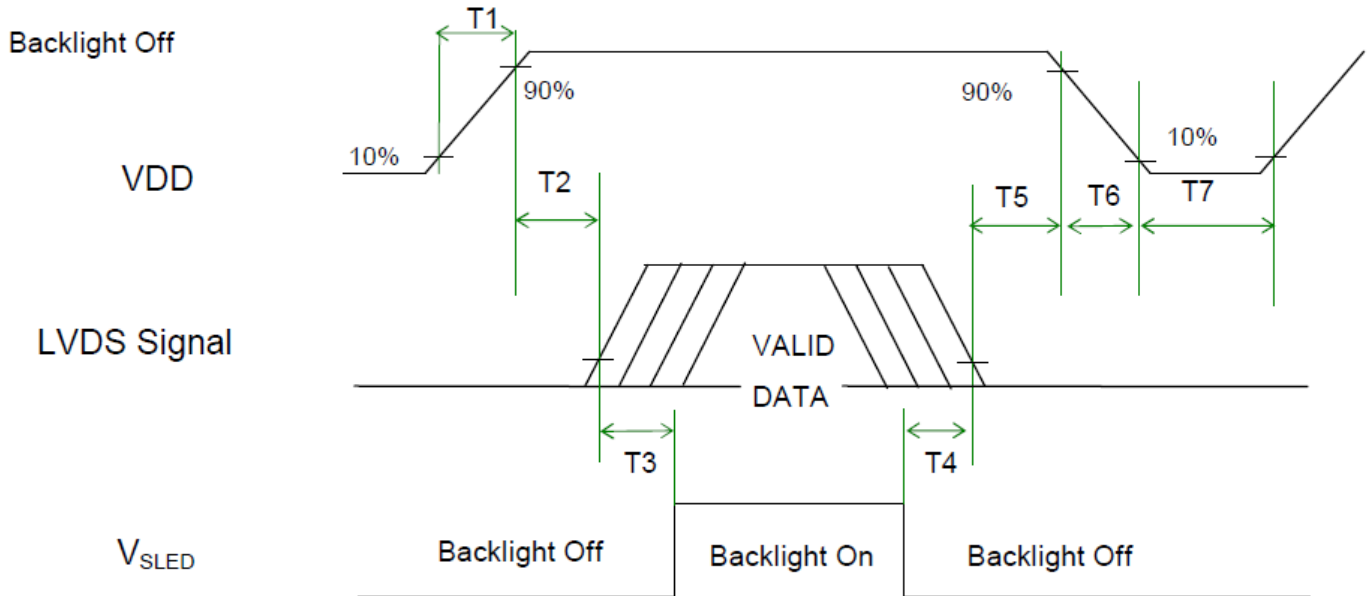 T1
Backlight Off
90%
90%
10%
10%
VDD
T2
T5
T6
T7
LVDS Signal
VALID
DATA
T3
T4
VSLED
Backlight Off
Backlight On
Backlight Off